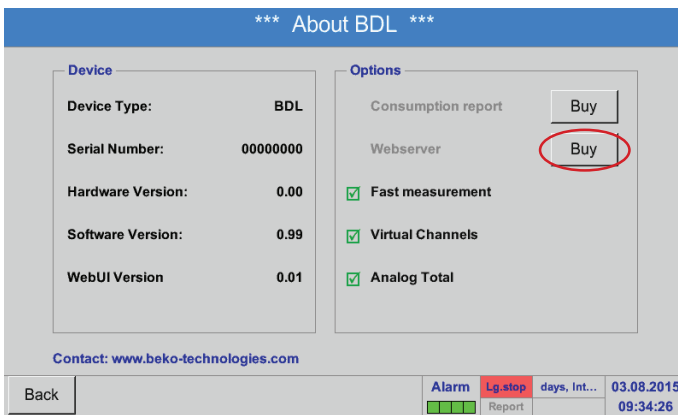 *** About BDL ***
Device
Device Type: BDL
Serial Number: 00000000
Hardware Version: 0.00
Software Version: 0.99
WebUI Version 0.01
Options
Consumption report Buy
Webserver Buy
Fast measurement
Virtual Channels
Analog Total
Contact: www.beko-technologies.com
Back
Alarm
Lg.stop
Report
days, Int...
03.08.2015
09:34:26